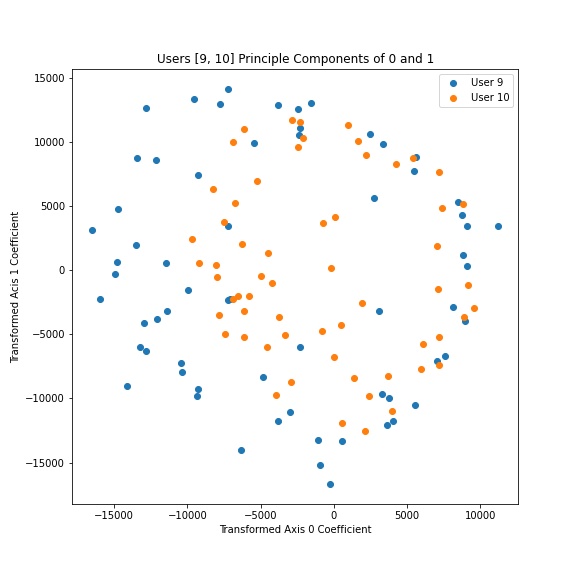 Users [9, 10] Principle Components of 0 and 1
User 9
User 10
15000
10000
5000
0
−5000
−10000
−15000
Transformed Acis 1 Coefficient
−15000 −10000 −5000 0 5000 10000
Transformed Axis 0 Coefficient